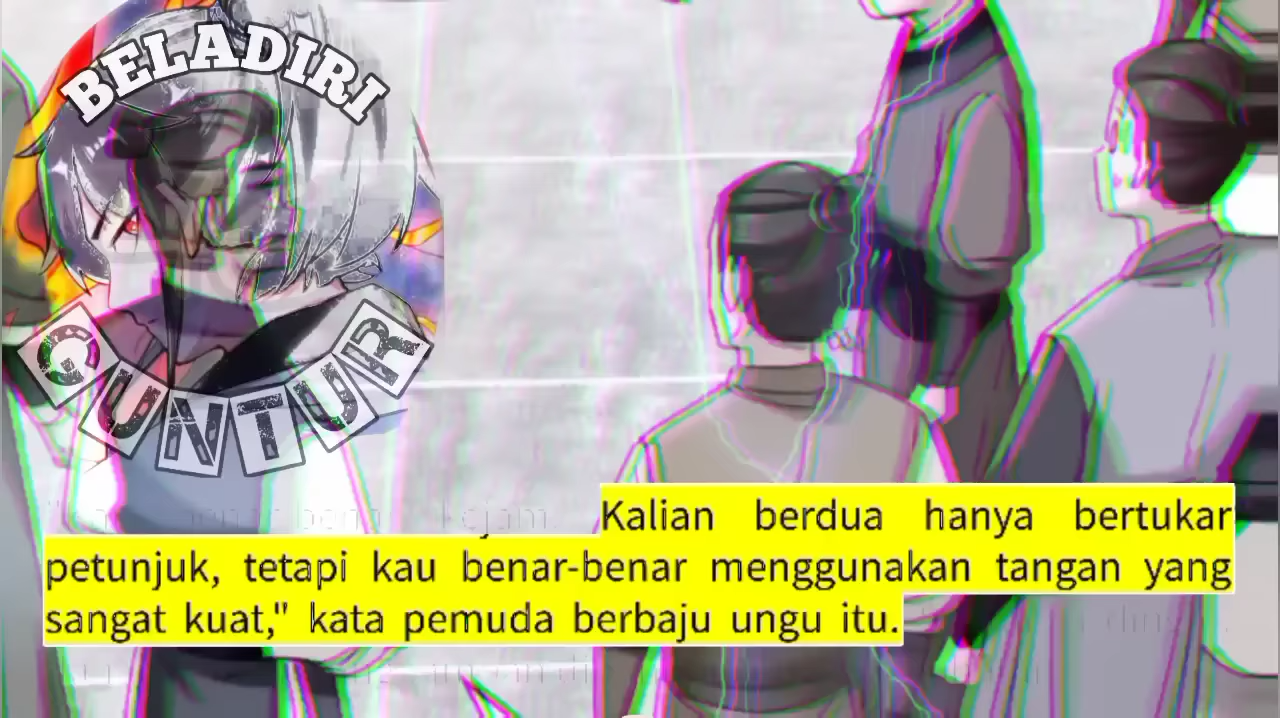 BELADIRI
GUNTUR
Kalian berdua hanya bertukar
petunjuk, tetapi kau benar-benar menggunakan tangan yang
sangat kuat," kata pemuda berbaju ungu itu.